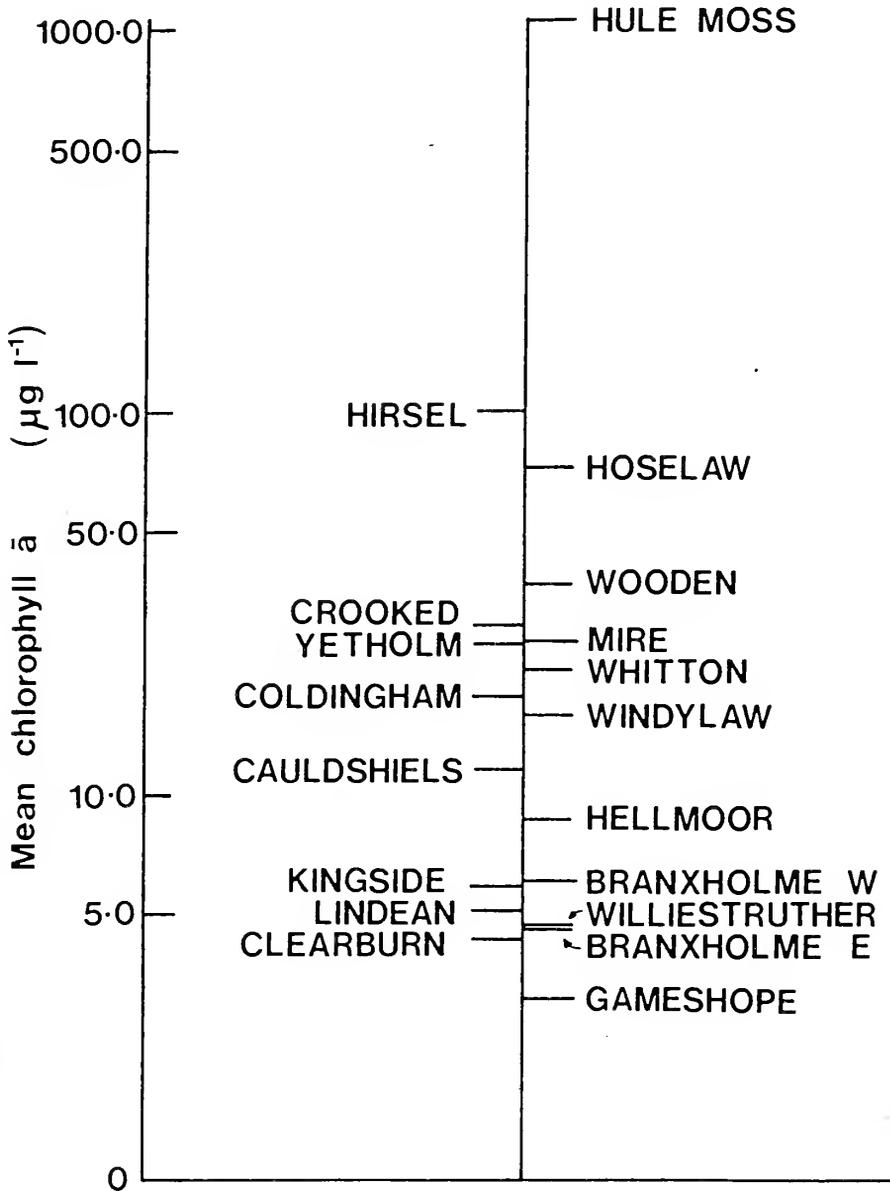 Mean chlorophyll ā (µg l-¹)
1000·0
500·0
100·0
50·0
10·0
5·0
0
HULE MOSS
HIRSEL
HOSELAW
WOODEN
CROOKED
YETHOLM
MIRE
WHITTON
COLDINGHAM
WINDYLAW
CAULDSHIELS
HELLMOOR
KINGSIDE
BRANXHOLME W
LINDEAN
WILLIESTRUTHER
CLEARBURN
BRANXHOLME E
GAMESHOPE